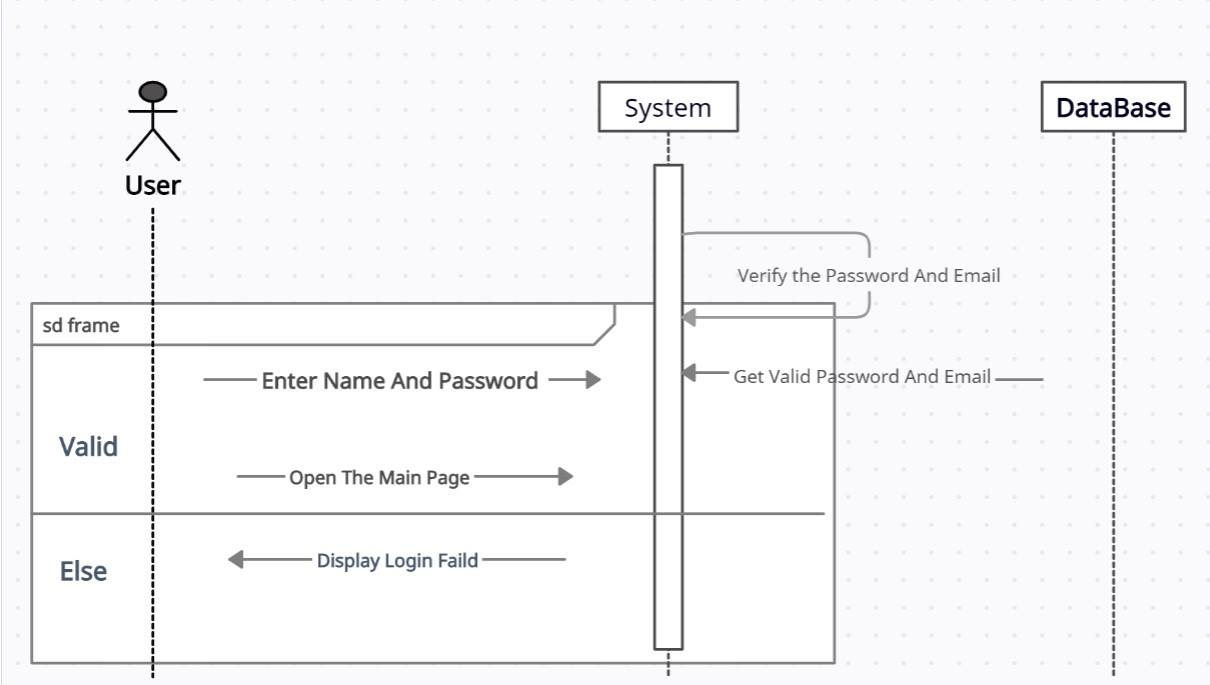 System
DataBase
User
Verify the Password And Email
sd frame
Enter Name And Password
Get Valid Password And Email
Valid
Open The Main Page
Display Login Faild
Else